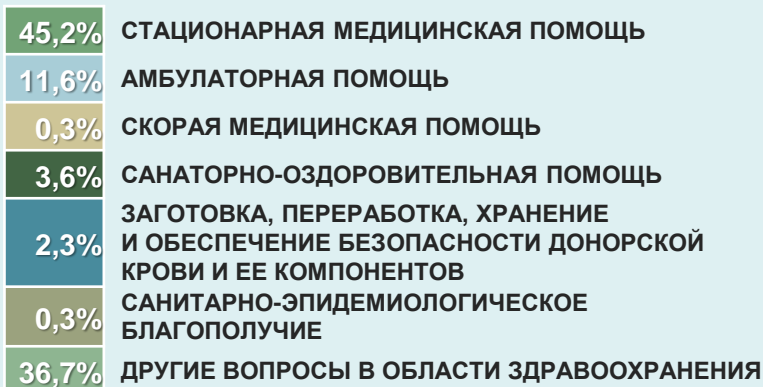 45,2% СТАЦИОНАРНАЯ МЕДИЦИНСКАЯ ПОМОЩЬ
11,6% АМБУЛАТОРНАЯ ПОМОЩЬ
0,3% СКОРАЯ МЕДИЦИНСКАЯ ПОМОЩЬ
3,6% САНАТОРНО-ОЗДОРОВИТЕЛЬНАЯ ПОМОЩЬ
ЗАГОТОВКА, ПЕРЕРАБОТКА, ХРАНЕНИЕ
2,3% И ОБЕСПЕЧЕНИЕ БЕЗОПАСНОСТИ ДОНОРСКОЙ
КРОВИ И ЕЕ КОМПОНЕНТОВ
0,3% САНИТАРНО-ЭПИДЕМИОЛОГИЧЕСКОЕ
БЛАГОПОЛУЧИЕ
36,7% ДРУГИЕ ВОПРОСЫ В ОБЛАСТИ ЗДРАВООХРАНЕНИЯ